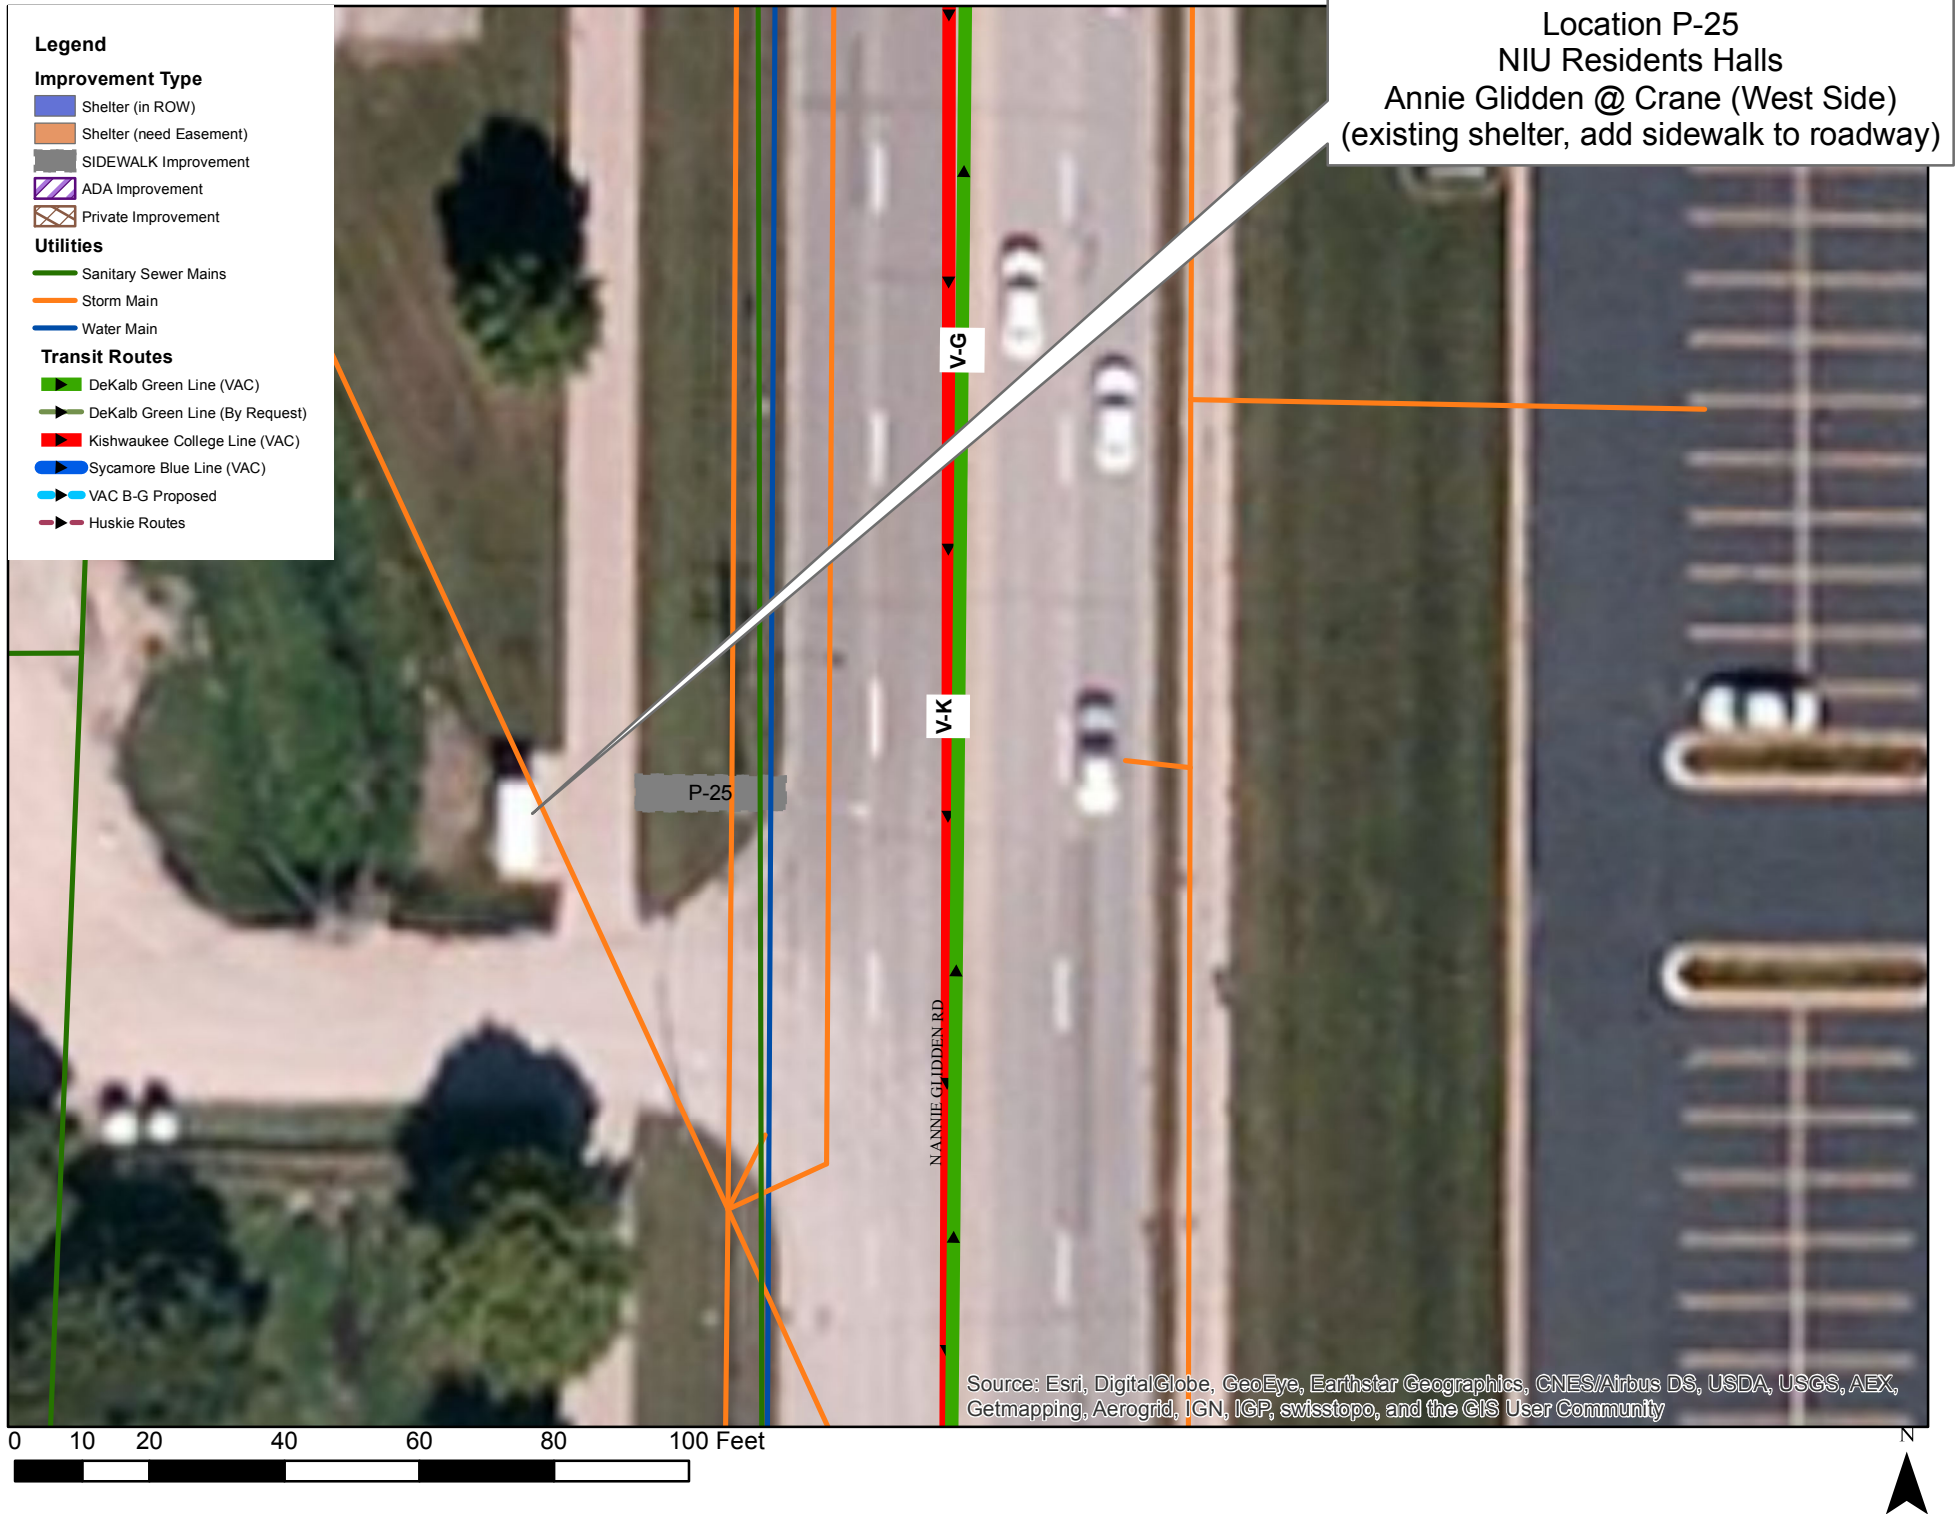 Legend
Improvement Type
Shelter (in ROW)
Shelter (need Easement)
SIDEWALK Improvement
ADA Improvement
Private Improvement
Utilities
Sanitary Sewer Mains
Storm Main
Water Main
Transit Routes
DeKalb Green Line (VAC)
DeKalb Green Line (By Request)
Kishwaukee College Line (VAC)
Sycamore Blue Line (VAC)
VAC B-G Proposed
Huskie Routes
Location P-25
NIU Residents Halls
Annie Glidden @ Crane (West Side)
(existing shelter, add sidewalk to roadway)
V-G
V-K
P-25
N ANNIE GLIDDEN RD
Source: Esri, DigitalGlobe, GeoEye, Earthstar Geographics, CNES/Airbus DS, USDA, USGS, AEX,
Getmapping, Aerogrid, IGN, IGP, swisstopo, and the GIS User Community
0 10 20 40 60 80 100 Feet
N